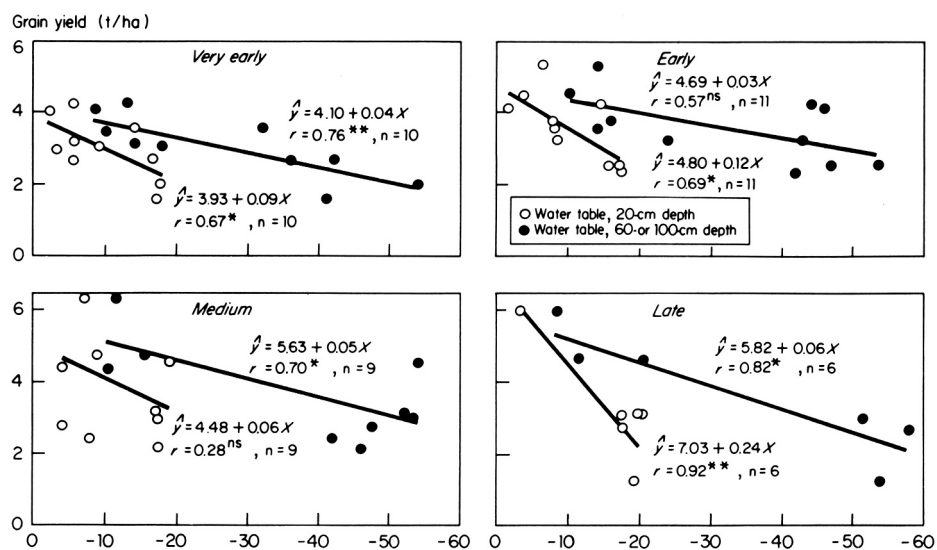 Grain yield (t/ha)
6
4
2
0
Very early
ŷ = 4.10 + 0.04X
r = 0.76**, n = 10
ŷ = 3.93 + 0.09X
r = 0.67*, n = 10
Early
ŷ = 4.69 + 0.03X
r = 0.57ns, n = 11
ŷ = 4.80 + 0.12X
r = 0.69*, n = 11
○ Water table, 20-cm depth
● Water table, 60-or 100-cm depth
6
4
2
0
Medium
ŷ = 5.63 + 0.05X
r = 0.70*, n = 9
ŷ = 4.48 + 0.06X
r = 0.28ns, n = 9
0 -10 -20 -30 -40 -50 -60
Late
ŷ = 5.82 + 0.06X
r = 0.82*, n = 6
ŷ = 7.03 + 0.24X
r = 0.92**, n = 6
0 -10 -20 -30 -40 -50 -60